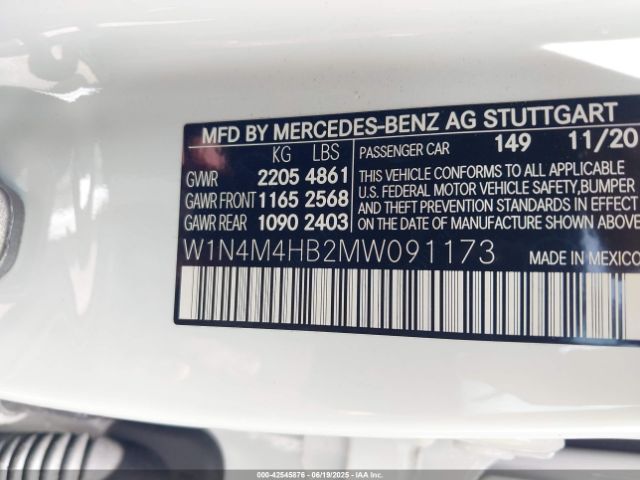 MFD BY MERCEDES-BENZ AG STUTTGART
KG LBS PASSENGER CAR 149 11/20
GVWR 2205 4861
GAWR FRONT 1165 2568
GAWR REAR 1090 2403
THIS VEHICLE CONFORMS TO ALL APPLICABLE
U.S. FEDERAL MOTOR VEHICLE SAFETY, BUMPER
AND THEFT PREVENTION STANDARDS IN EFFECT
ON THE DATE OF MANUFACTURE SHOWN ABOVE
W1N4M4HB2MW091173 MADE IN MEXICO
000-42545876 * 06/19/2025 *